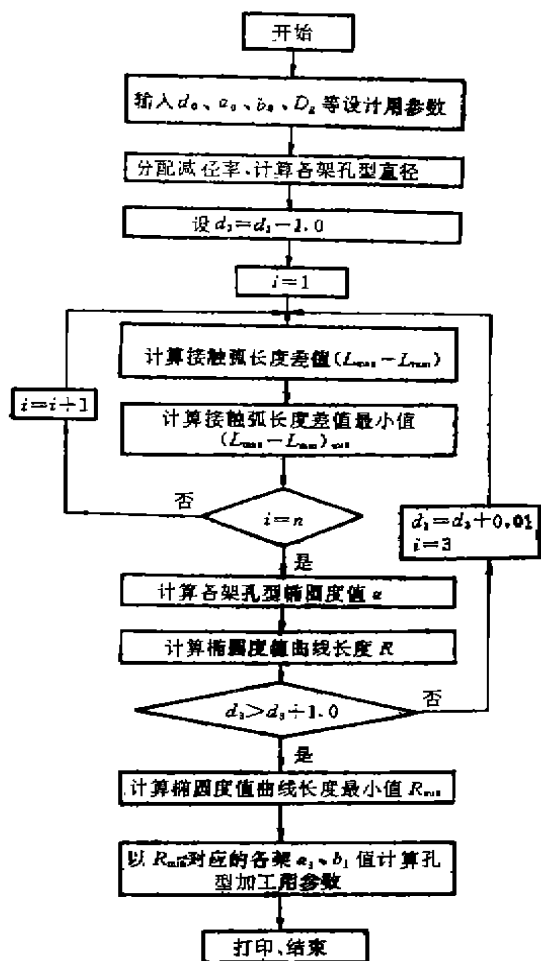 开始
输入d₀、a₀、b₀、D_g等设计用参数
分配减径率、计算各架孔型直径
设d₃=d₃-1.0
i=1
计算接触弧长度差值(Lmax-Lmin)
i=i+1
计算接触弧长度差值最小值
(Lmax-Lmin)min
否
i=n
d₃=d₃+0.01
i=3
是
计算各架孔型椭圆度值α
计算椭圆度值曲线长度R
否
d₃>d₃+1.0
是
计算椭圆度值曲线长度最小值Rmin
以Rmin对应的各架a₁、b₁值计算孔
型加工用参数
打印、结束